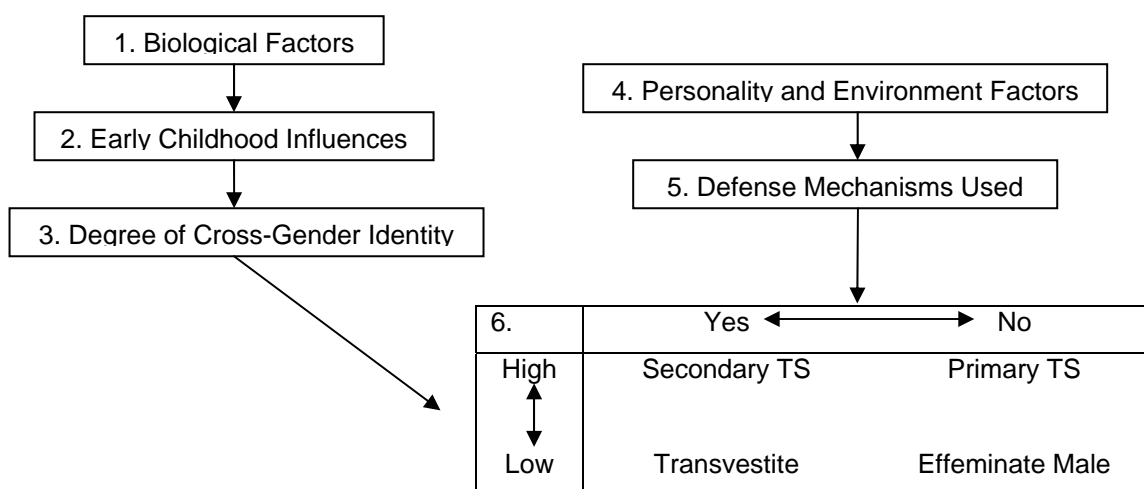 1. Biological Factors
4. Personality and Environment Factors
2. Early Childhood Influences
5. Defense Mechanisms Used
3. Degree of Cross-Gender Identity
6. Yes No
High Secondary TS Primary TS
Low Transvestite Effeminate Male